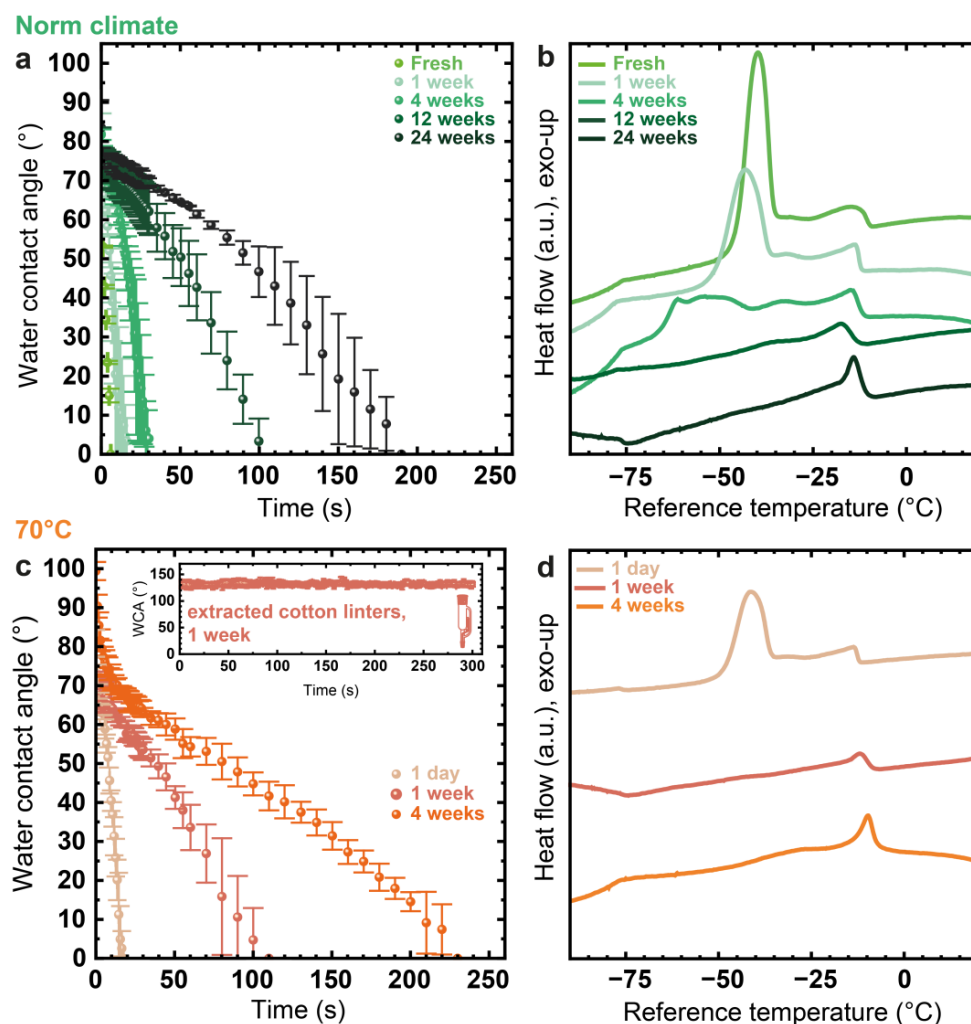 Norm climate
a
Water contact angle (°)
100
90
80
70
60
50
40
30
20
10
0
Fresh
1 week
4 weeks
12 weeks
24 weeks
0 50 100 150 200 250
Time (s)
b
Heat flow (a.u.), exo-up
Fresh
1 week
4 weeks
12 weeks
24 weeks
−75 −50 −25 0
Reference temperature (°C)
70°C
c
Water contact angle (°)
100
90
80
70
60
50
40
30
20
10
0
WCA (°)
150
100
50
0
extracted cotton linters,
1 week
0 50 100 150 200 250 300
Time (s)
1 day
1 week
4 weeks
0 50 100 150 200 250
Time (s)
d
Heat flow (a.u.), exo-up
1 day
1 week
4 weeks
−75 −50 −25 0
Reference temperature (°C)